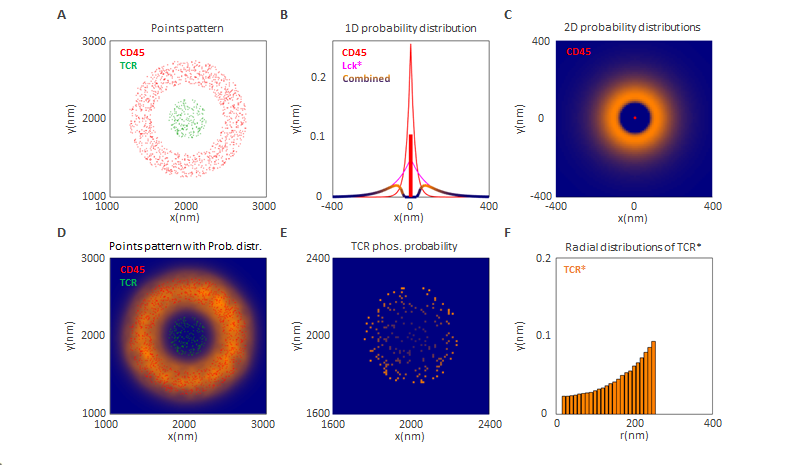 A
Points pattern
3000
CD45
TCR
y(nm)
2000
1000
1000
2000
3000
x(nm)
B
1D probability distribution
CD45
Lck*
Combined
0.2
y(nm)
0.1
0
-400
0
400
x(nm)
C
2D probability distributions
400
CD45
y(nm)
0
-400
-400
0
400
x(nm)
D
Points pattern with Prob. distr.
3000
CD45
TCR
y(nm)
2000
1000
1000
2000
3000
x(nm)
E
TCR phos. probability
2400
y(nm)
2000
1600
1600
2000
2400
x(nm)
F
Radial distributions of TCR*
0.2
TCR*
y(nm)
0.1
0
0
200
400
r(nm)